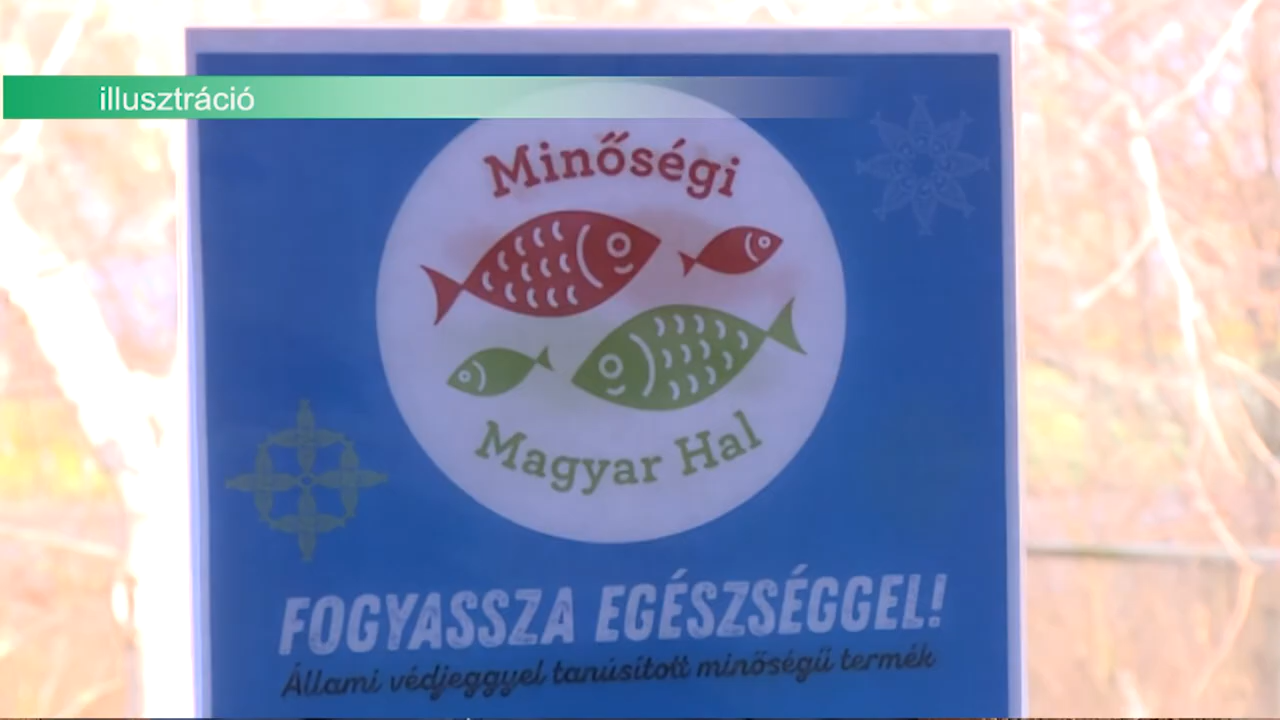 illusztráció
Minőségi
Magyar Hal
FOGYASSZA EGÉSZSÉGGEL!
Állami védjeggyel tanúsított minőségű termék